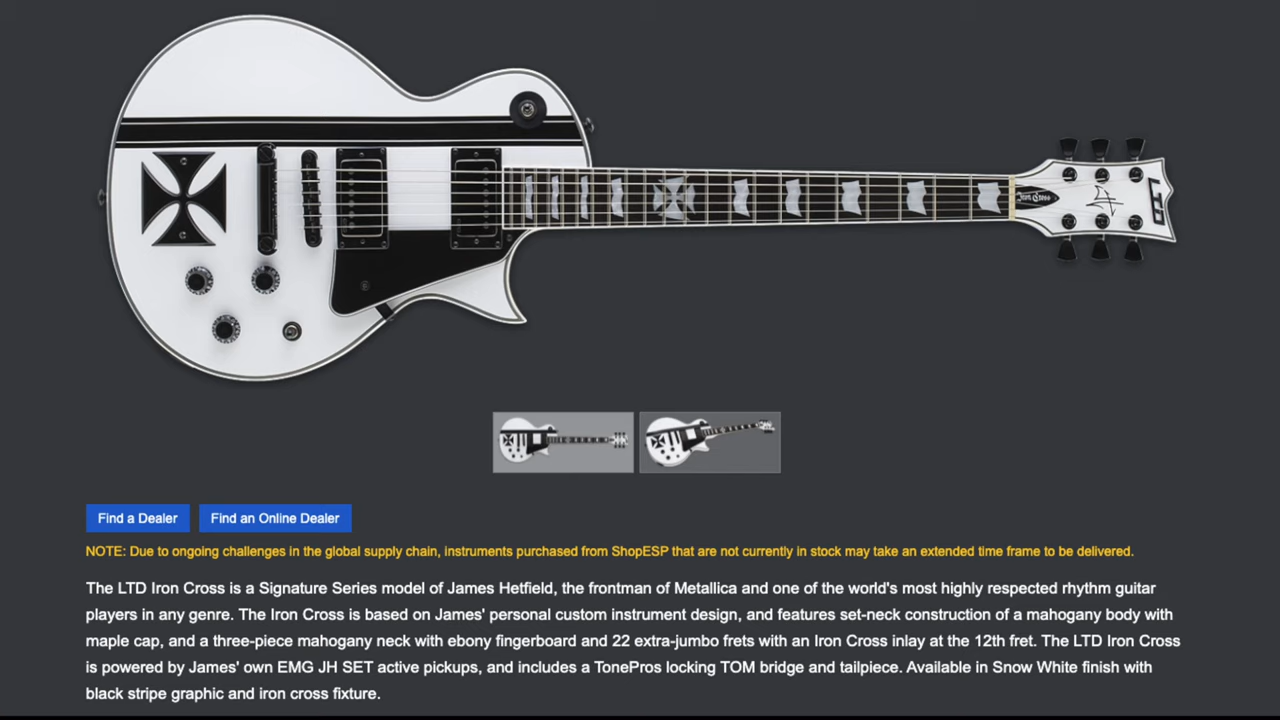 Iron Cross
LTD
Find a Dealer
Find an Online Dealer
NOTE: Due to ongoing challenges in the global supply chain, instruments purchased from ShopESP that are not currently in stock may take an extended time frame to be delivered.
The LTD Iron Cross is a Signature Series model of James Hetfield, the frontman of Metallica and one of the world's most highly respected rhythm guitar
players in any genre. The Iron Cross is based on James' personal custom instrument design, and features set-neck construction of a mahogany body with
maple cap, and a three-piece mahogany neck with ebony fingerboard and 22 extra-jumbo frets with an Iron Cross inlay at the 12th fret. The LTD Iron Cross
is powered by James' own EMG JH SET active pickups, and includes a TonePros locking TOM bridge and tailpiece. Available in Snow White finish with
black stripe graphic and iron cross fixture.